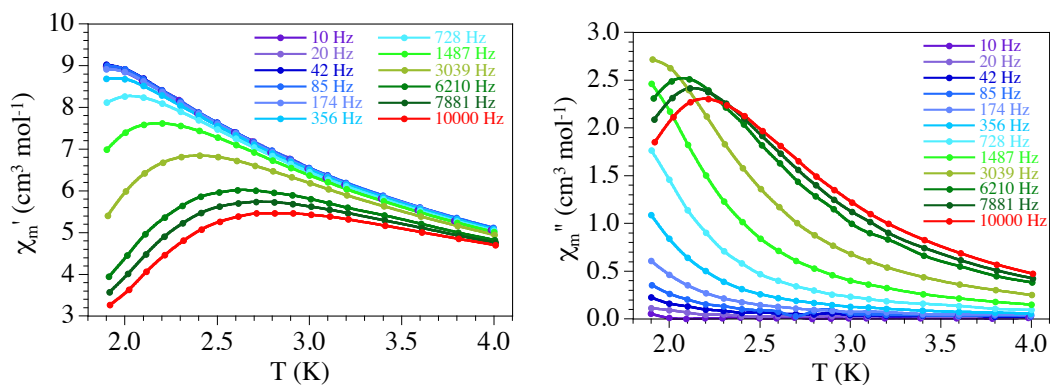 10
9
8
7
6
5
4
3
χm' (cm³ mol⁻¹)
2.0 2.5 3.0 3.5 4.0
T (K)
10 Hz
20 Hz
42 Hz
85 Hz
174 Hz
356 Hz
728 Hz
1487 Hz
3039 Hz
6210 Hz
7881 Hz
10000 Hz
3.0
2.5
2.0
1.5
1.0
0.5
0.0
χm'' (cm³ mol⁻¹)
2.0 2.5 3.0 3.5 4.0
T (K)
10 Hz
20 Hz
42 Hz
85 Hz
174 Hz
356 Hz
728 Hz
1487 Hz
3039 Hz
6210 Hz
7881 Hz
10000 Hz